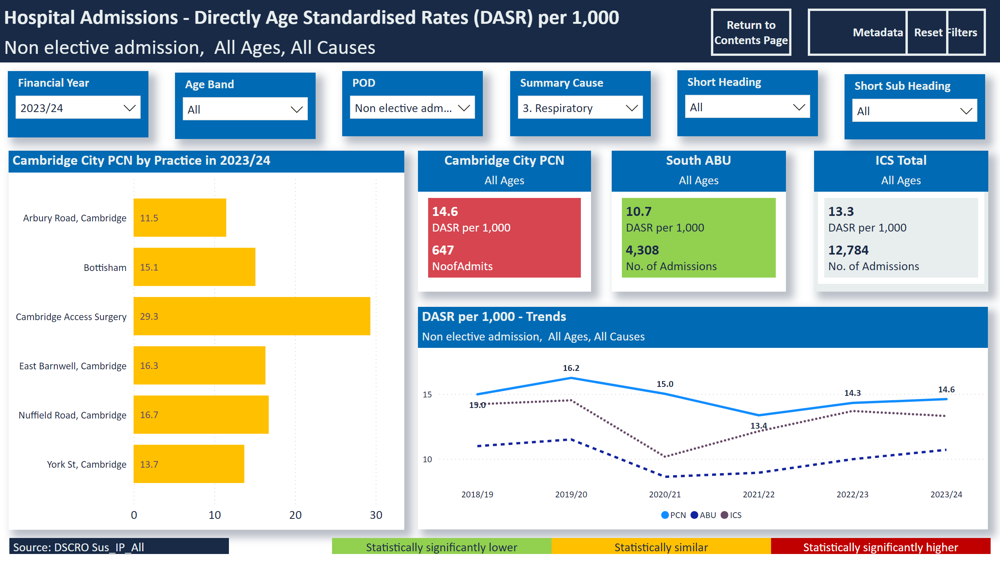 Hospital Admissions - Directly Age Standardised Rates (DASR) per 1,000
Non elective admission,  All Ages, All Causes
Return to
Contents Page
Metadata
Reset Filters
Financial Year
2023/24
Age Band
All
POD
Non elective adm...
Summary Cause
3. Respiratory
Short Heading
All
Short Sub Heading
All
Cambridge City PCN by Practice in 2023/24
Arbury Road, Cambridge
11.5
Bottisham
15.1
Cambridge Access Surgery
29.3
East Barnwell, Cambridge
16.3
Nuffield Road, Cambridge
16.7
York St, Cambridge
13.7
0 10 20 30
Cambridge City PCN
All Ages
14.6
DASR per 1,000
647
NoofAdmits
South ABU
All Ages
10.7
DASR per 1,000
4,308
No. of Admissions
ICS Total
All Ages
13.3
DASR per 1,000
12,784
No. of Admissions
DASR per 1,000 - Trends
Non elective admission,  All Ages, All Causes
15
10
15.0
16.2
15.0
13.4
14.3
14.6
2018/19 2019/20 2020/21 2021/22 2022/23 2023/24
PCN ABU ICS
Source: DSCRO Sus_IP_All
Statistically significantly lower
Statistically similar
Statistically significantly higher